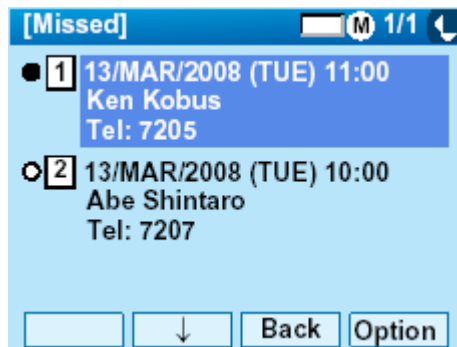 [Missed] M 1/1
1 13/MAR/2008 (TUE) 11:00
Ken Kobus
Tel: 7205
2 13/MAR/2008 (TUE) 10:00
Abe Shintaro
Tel: 7207
↓ Back Option